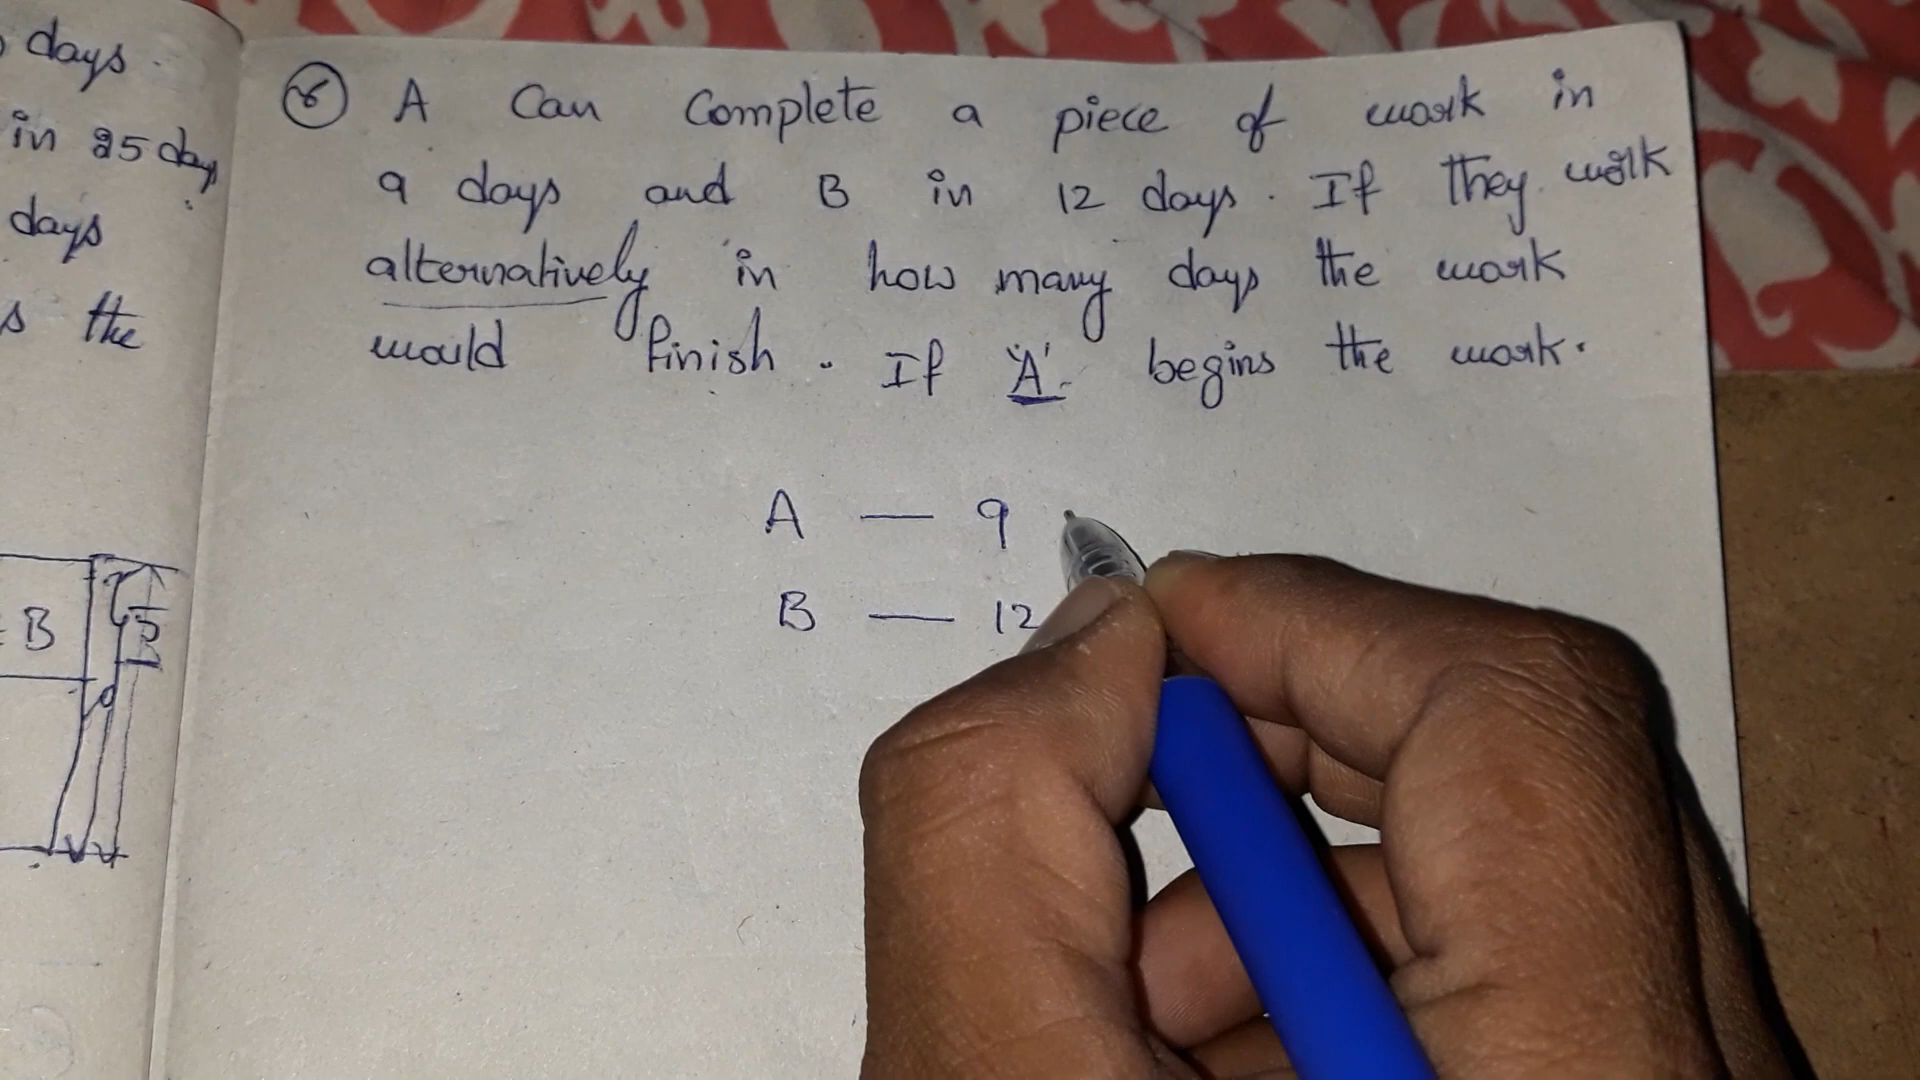 days.
in 25 day
days
s the
B
8 A Can Complete a piece of work in
9 days and B in 12 days. If they work
alternatively in how many days the work
would finish. If 'A' begins the work.
A — 9
B — 12